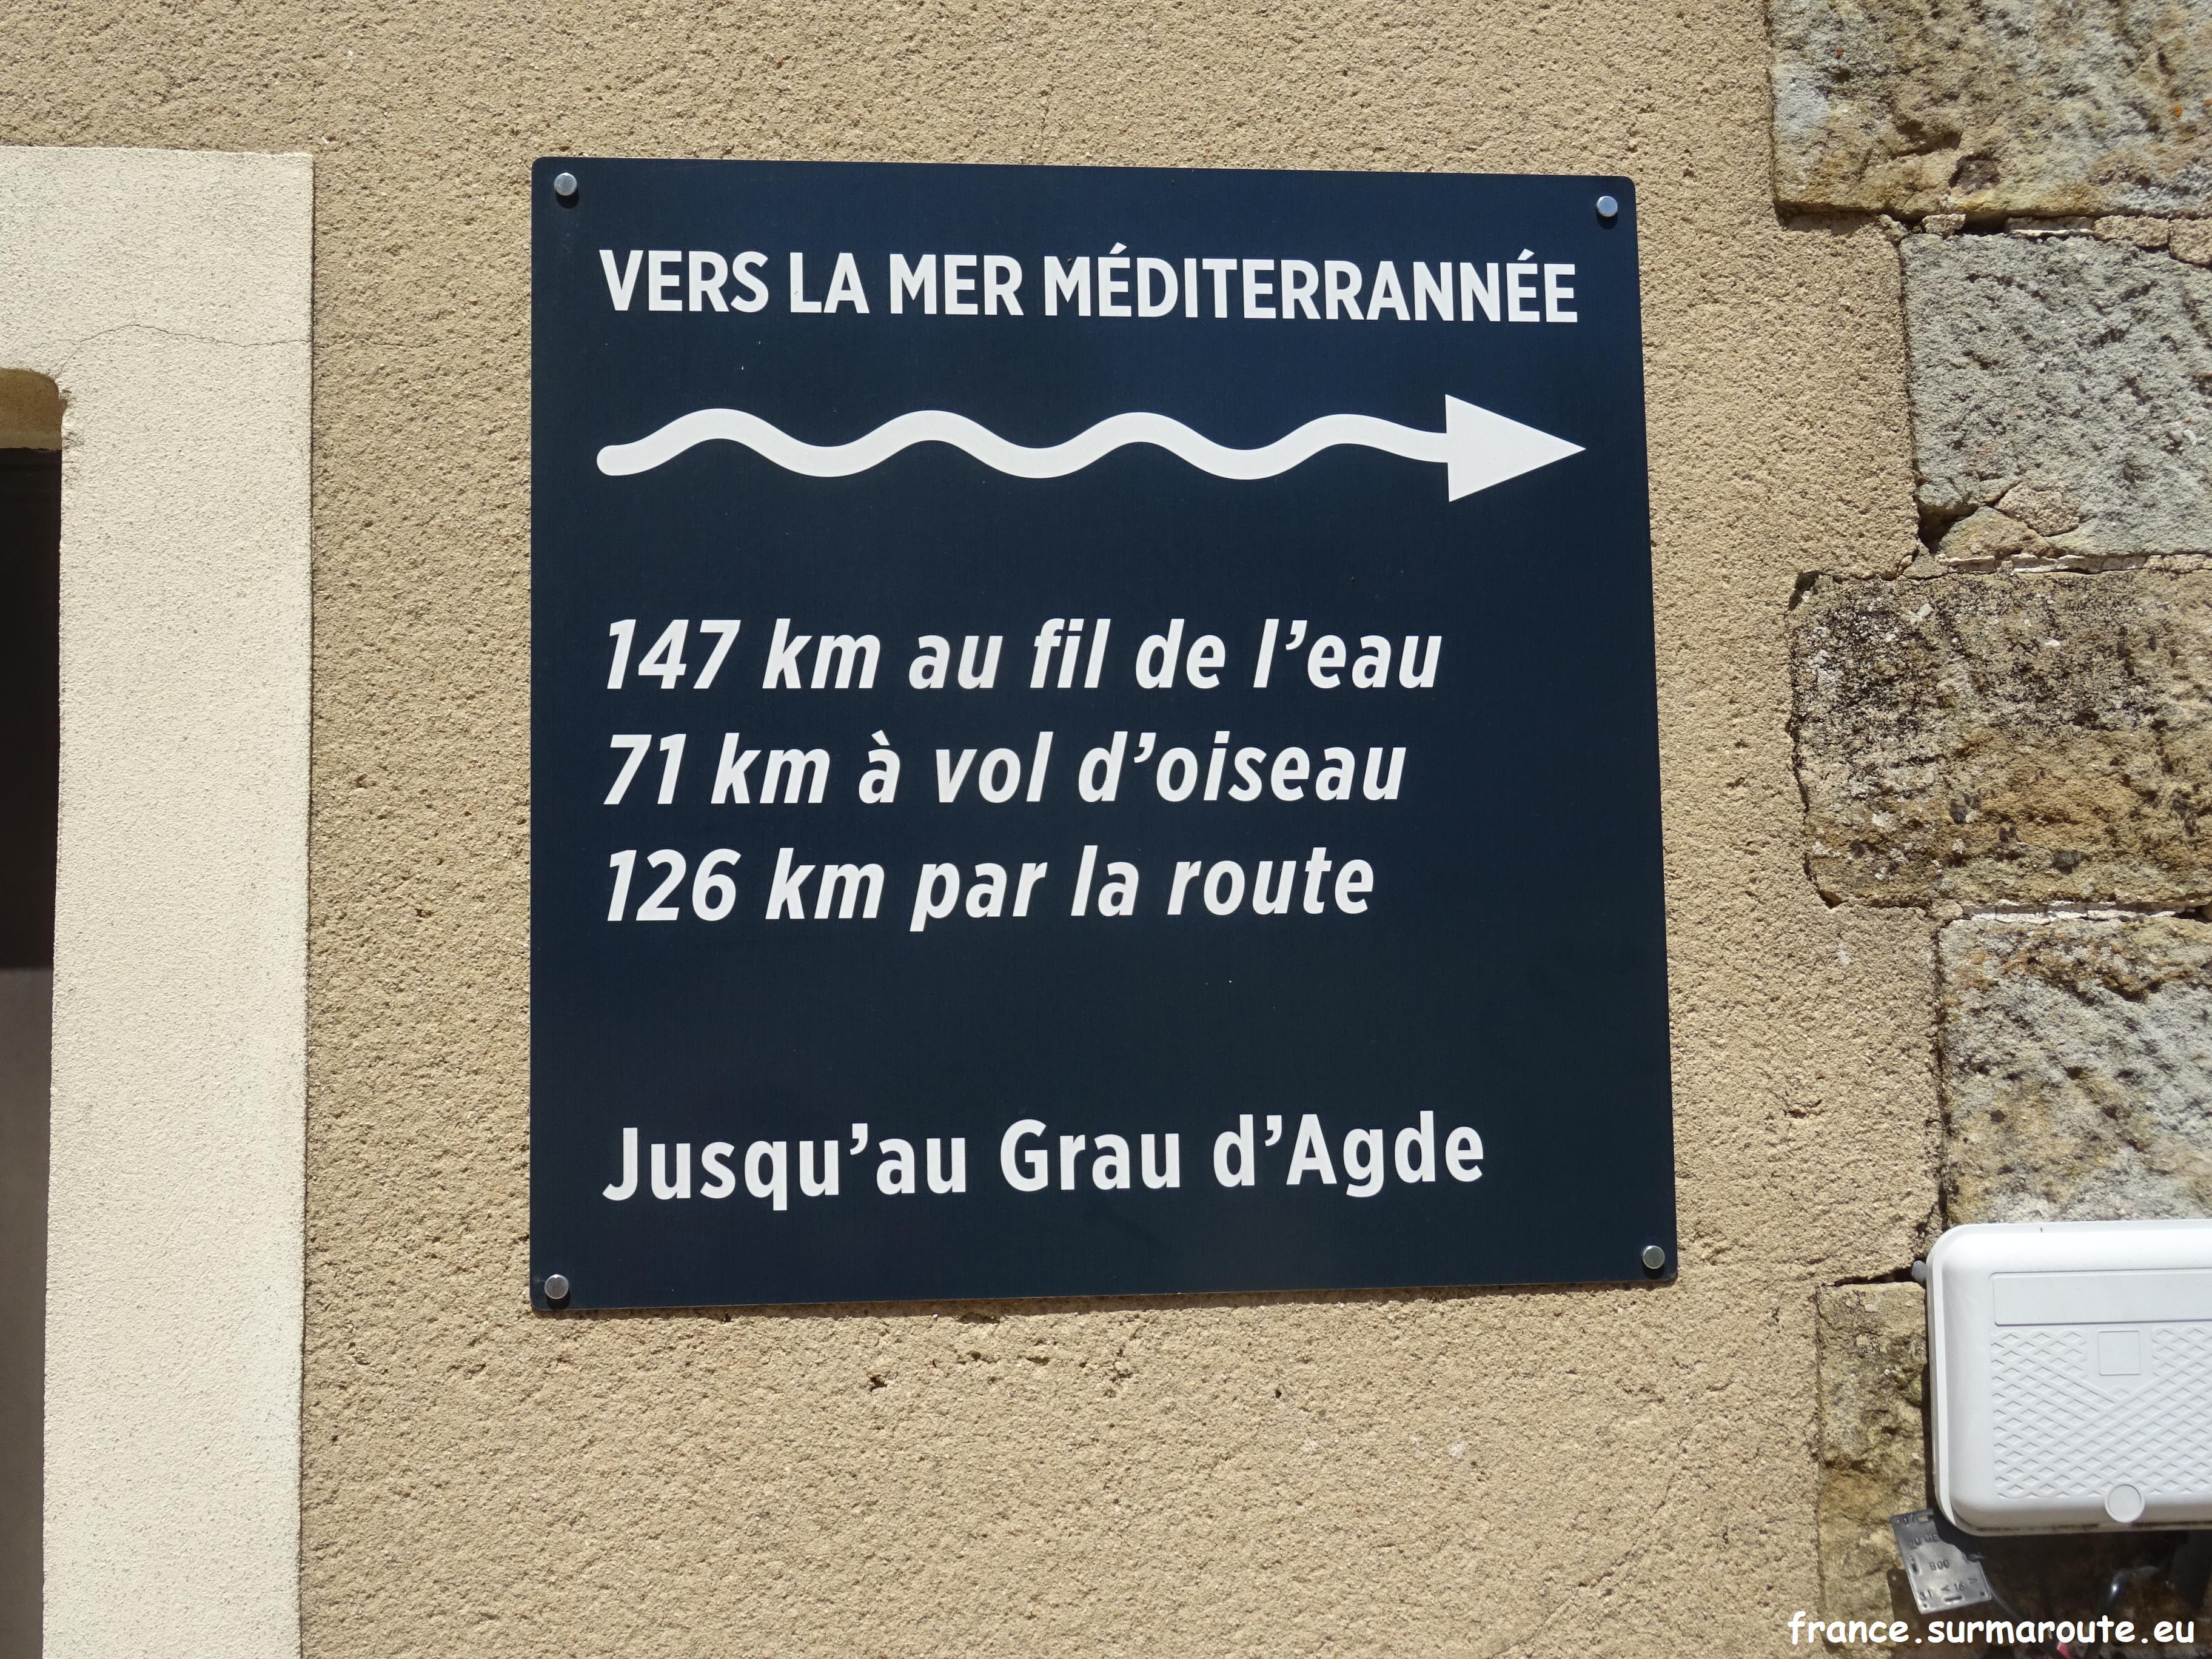 VERS LA MER MÉDITERRANNÉE
147 km au fil de l’eau
71 km à vol d’oiseau
126 km par la route
Jusqu’au Grau d’Agde
france.surmaroute.eu